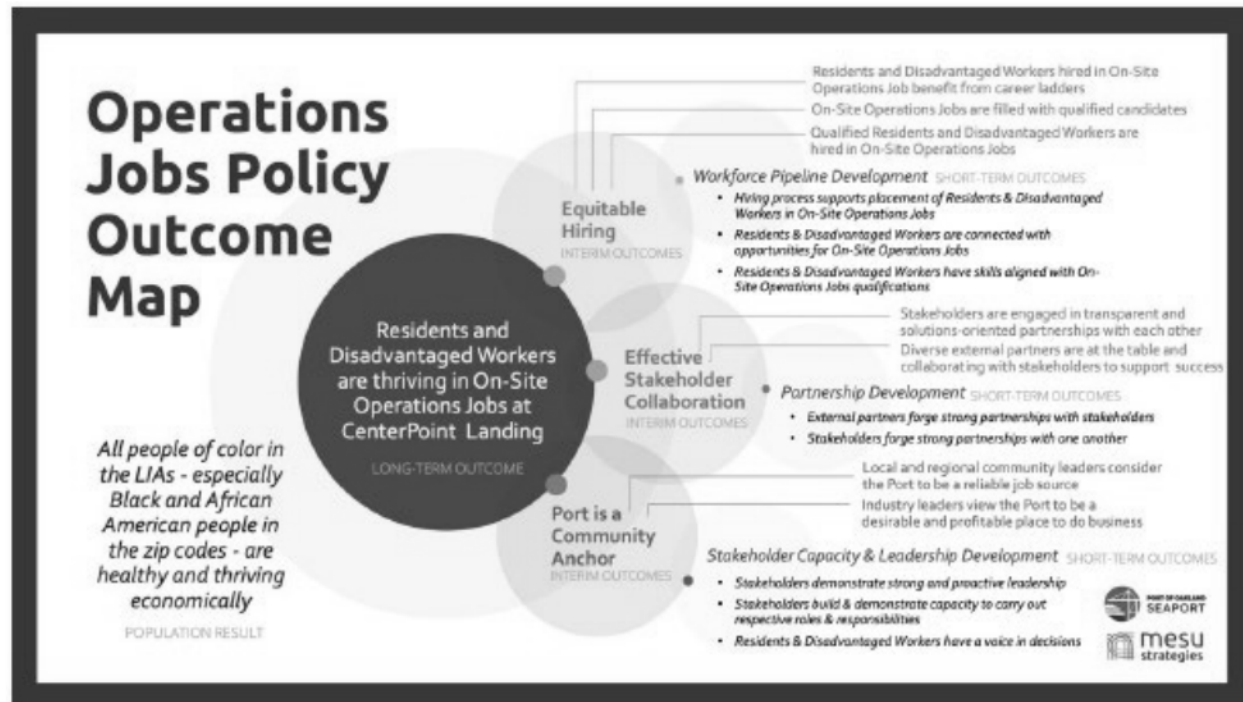 Operations
Jobs Policy
Outcome
Map
All people of color in
the LIAs - especially
Black and African
American people in
the zip codes - are
healthy and thriving
economically
POPULATION RESULT
Residents and
Disadvantaged Workers
are thriving in On-Site
Operations Jobs at
CenterPoint Landing
LONG-TERM OUTCOME
Equitable
Hiring
INTERIM OUTCOMES
Residents and Disadvantaged Workers hired in On-Site
Operations Job benefit from career ladders
On-Site Operations Jobs are filled with qualified candidates
Qualified Residents and Disadvantaged Workers are
hired in On-Site Operations Jobs
Workforce Pipeline Development SHORT-TERM OUTCOMES
• Hiring process supports placement of Residents & Disadvantaged
Workers in On-Site Operations Jobs
• Residents & Disadvantaged Workers are connected with
opportunities for On-Site Operations Jobs
• Residents & Disadvantaged Workers have skills aligned with On-
Site Operations Jobs qualifications
Effective
Stakeholder
Collaboration
INTERIM OUTCOMES
Stakeholders are engaged in transparent and
solutions-oriented partnerships with each other
Diverse external partners are at the table and
collaborating with stakeholders to support success
Partnership Development SHORT-TERM OUTCOMES
• External partners forge strong partnerships with stakeholders
• Stakeholders forge strong partnerships with one another
Port is a
Community
Anchor
INTERIM OUTCOMES
Local and regional community leaders consider
the Port to be a reliable job source
Industry leaders view the Port to be a
desirable and profitable place to do business
Stakeholder Capacity & Leadership Development SHORT-TERM OUTCOMES
• Stakeholders demonstrate strong and proactive leadership
• Stakeholders build & demonstrate capacity to carry out
respective roles & responsibilities
• Residents & Disadvantaged Workers have a voice in decisions
PORT OF OAKLAND
SEAPORT
mesu
strategies